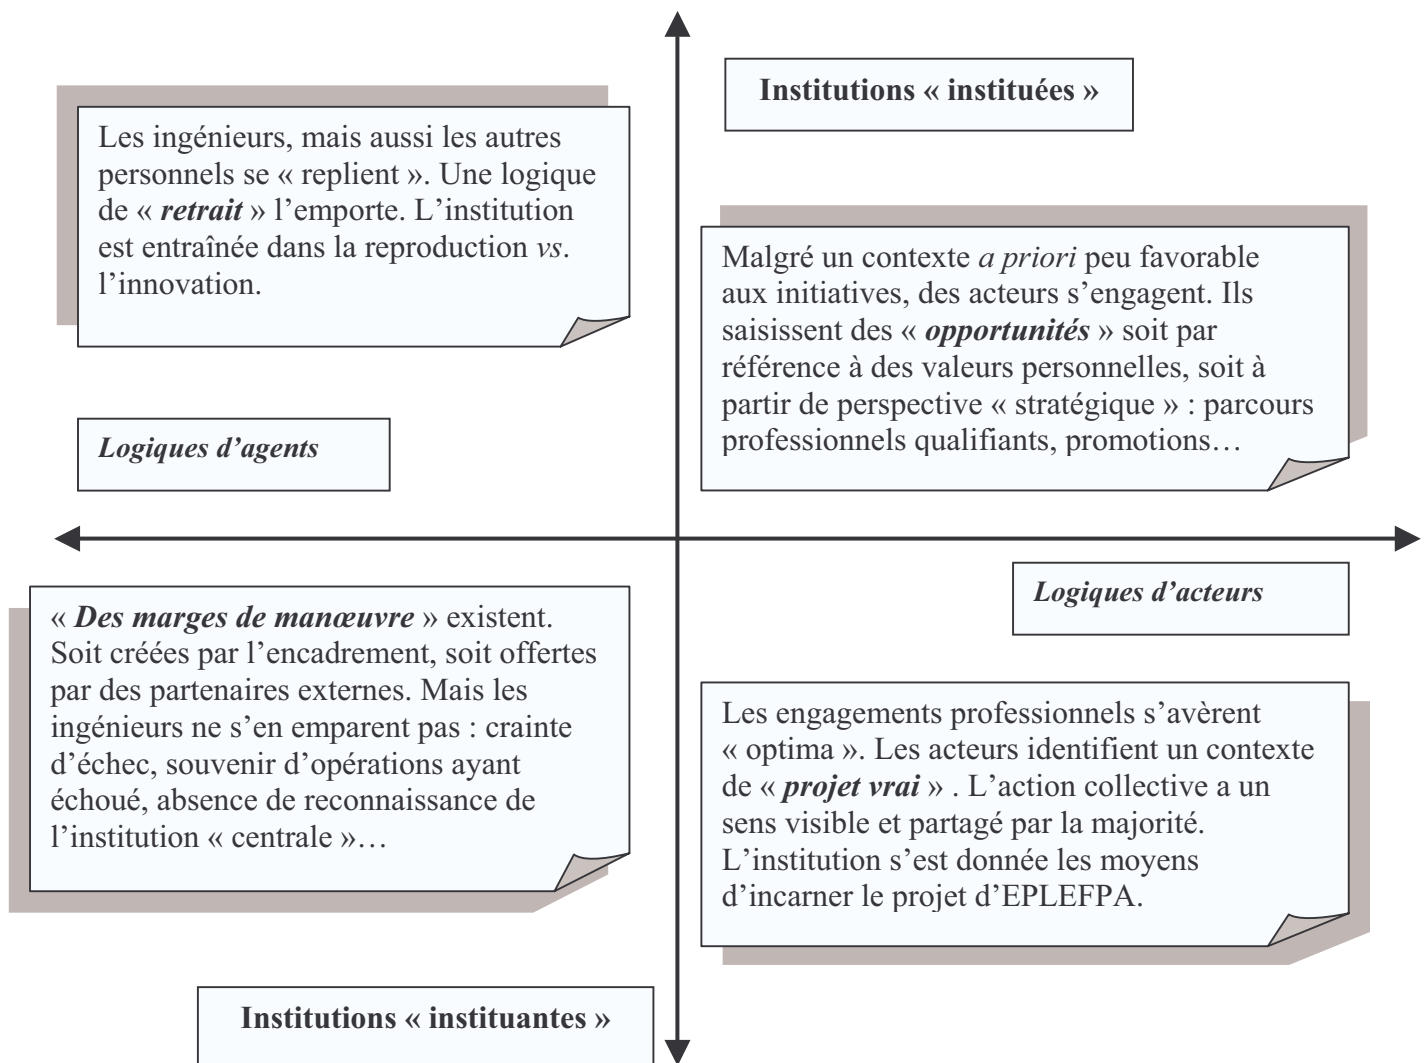 Institutions « instituées »
Les ingénieurs, mais aussi les autres
personnels se « replient ». Une logique
de « retrait » l’emporte. L’institution
est entraînée dans la reproduction vs.
l’innovation.
Malgré un contexte a priori peu favorable
aux initiatives, des acteurs s’engagent. Ils
saisissent des « opportunités » soit par
référence à des valeurs personnelles, soit à
partir de perspective « stratégique » : parcours
professionnels qualifiants, promotions…
Logiques d’agents
Logiques d’acteurs
« Des marges de manœuvre » existent.
Soit créées par l’encadrement, soit offertes
par des partenaires externes. Mais les
ingénieurs ne s’en emparent pas : crainte
d’échec, souvenir d’opérations ayant
échoué, absence de reconnaissance de
l’institution « centrale »…
Les engagements professionnels s’avèrent
« optima ». Les acteurs identifient un contexte
de « projet vrai » . L’action collective a un
sens visible et partagé par la majorité.
L’institution s’est donnée les moyens
d’incarner le projet d’EPLEFPA.
Institutions « instituantes »